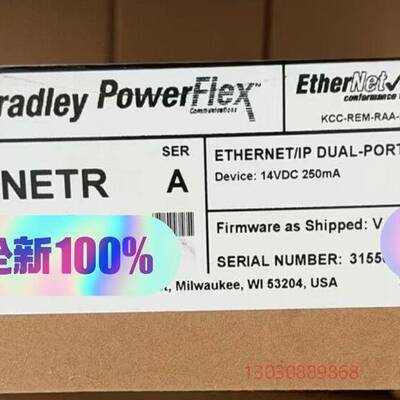 radley PowerFlex™
Communications
EtherNet
conformance
KCC-REM-RAA-
SER
NETR
A
ETHERNET/IP DUAL-PORT
Device: 14VDC 250mA
Firmware as Shipped: V
SERIAL NUMBER: 3155
全新100%
, Milwaukee, WI 53204, USA
13030889868